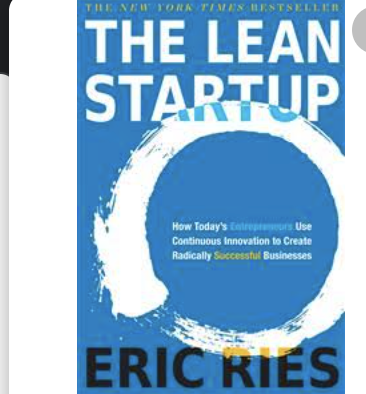 THE NEW YORK TIMES BESTSELLER
THE LEAN
STARTUP
How Today's Entrepreneurs Use
Continuous Innovation to Create
Radically Successful Businesses
ERIC RIES